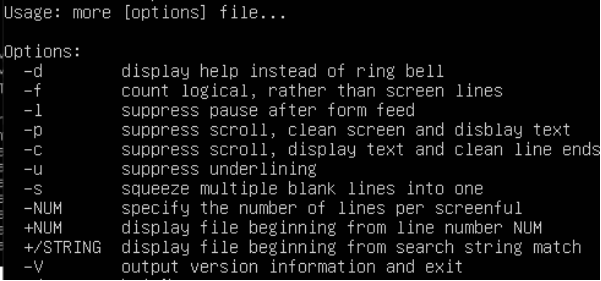 Usage: more [options] file...
Options:
-d display help instead of ring bell
-f count logical, rather than screen lines
-l suppress pause after form feed
-p suppress scroll, clean screen and disblay text
-c suppress scroll, display text and clean line ends
-u suppress underlining
-s squeeze multiple blank lines into one
-NUM specify the number of lines per screenful
+NUM display file beginning from line number NUM
+/STRING display file beginning from search string match
-V output version information and exit